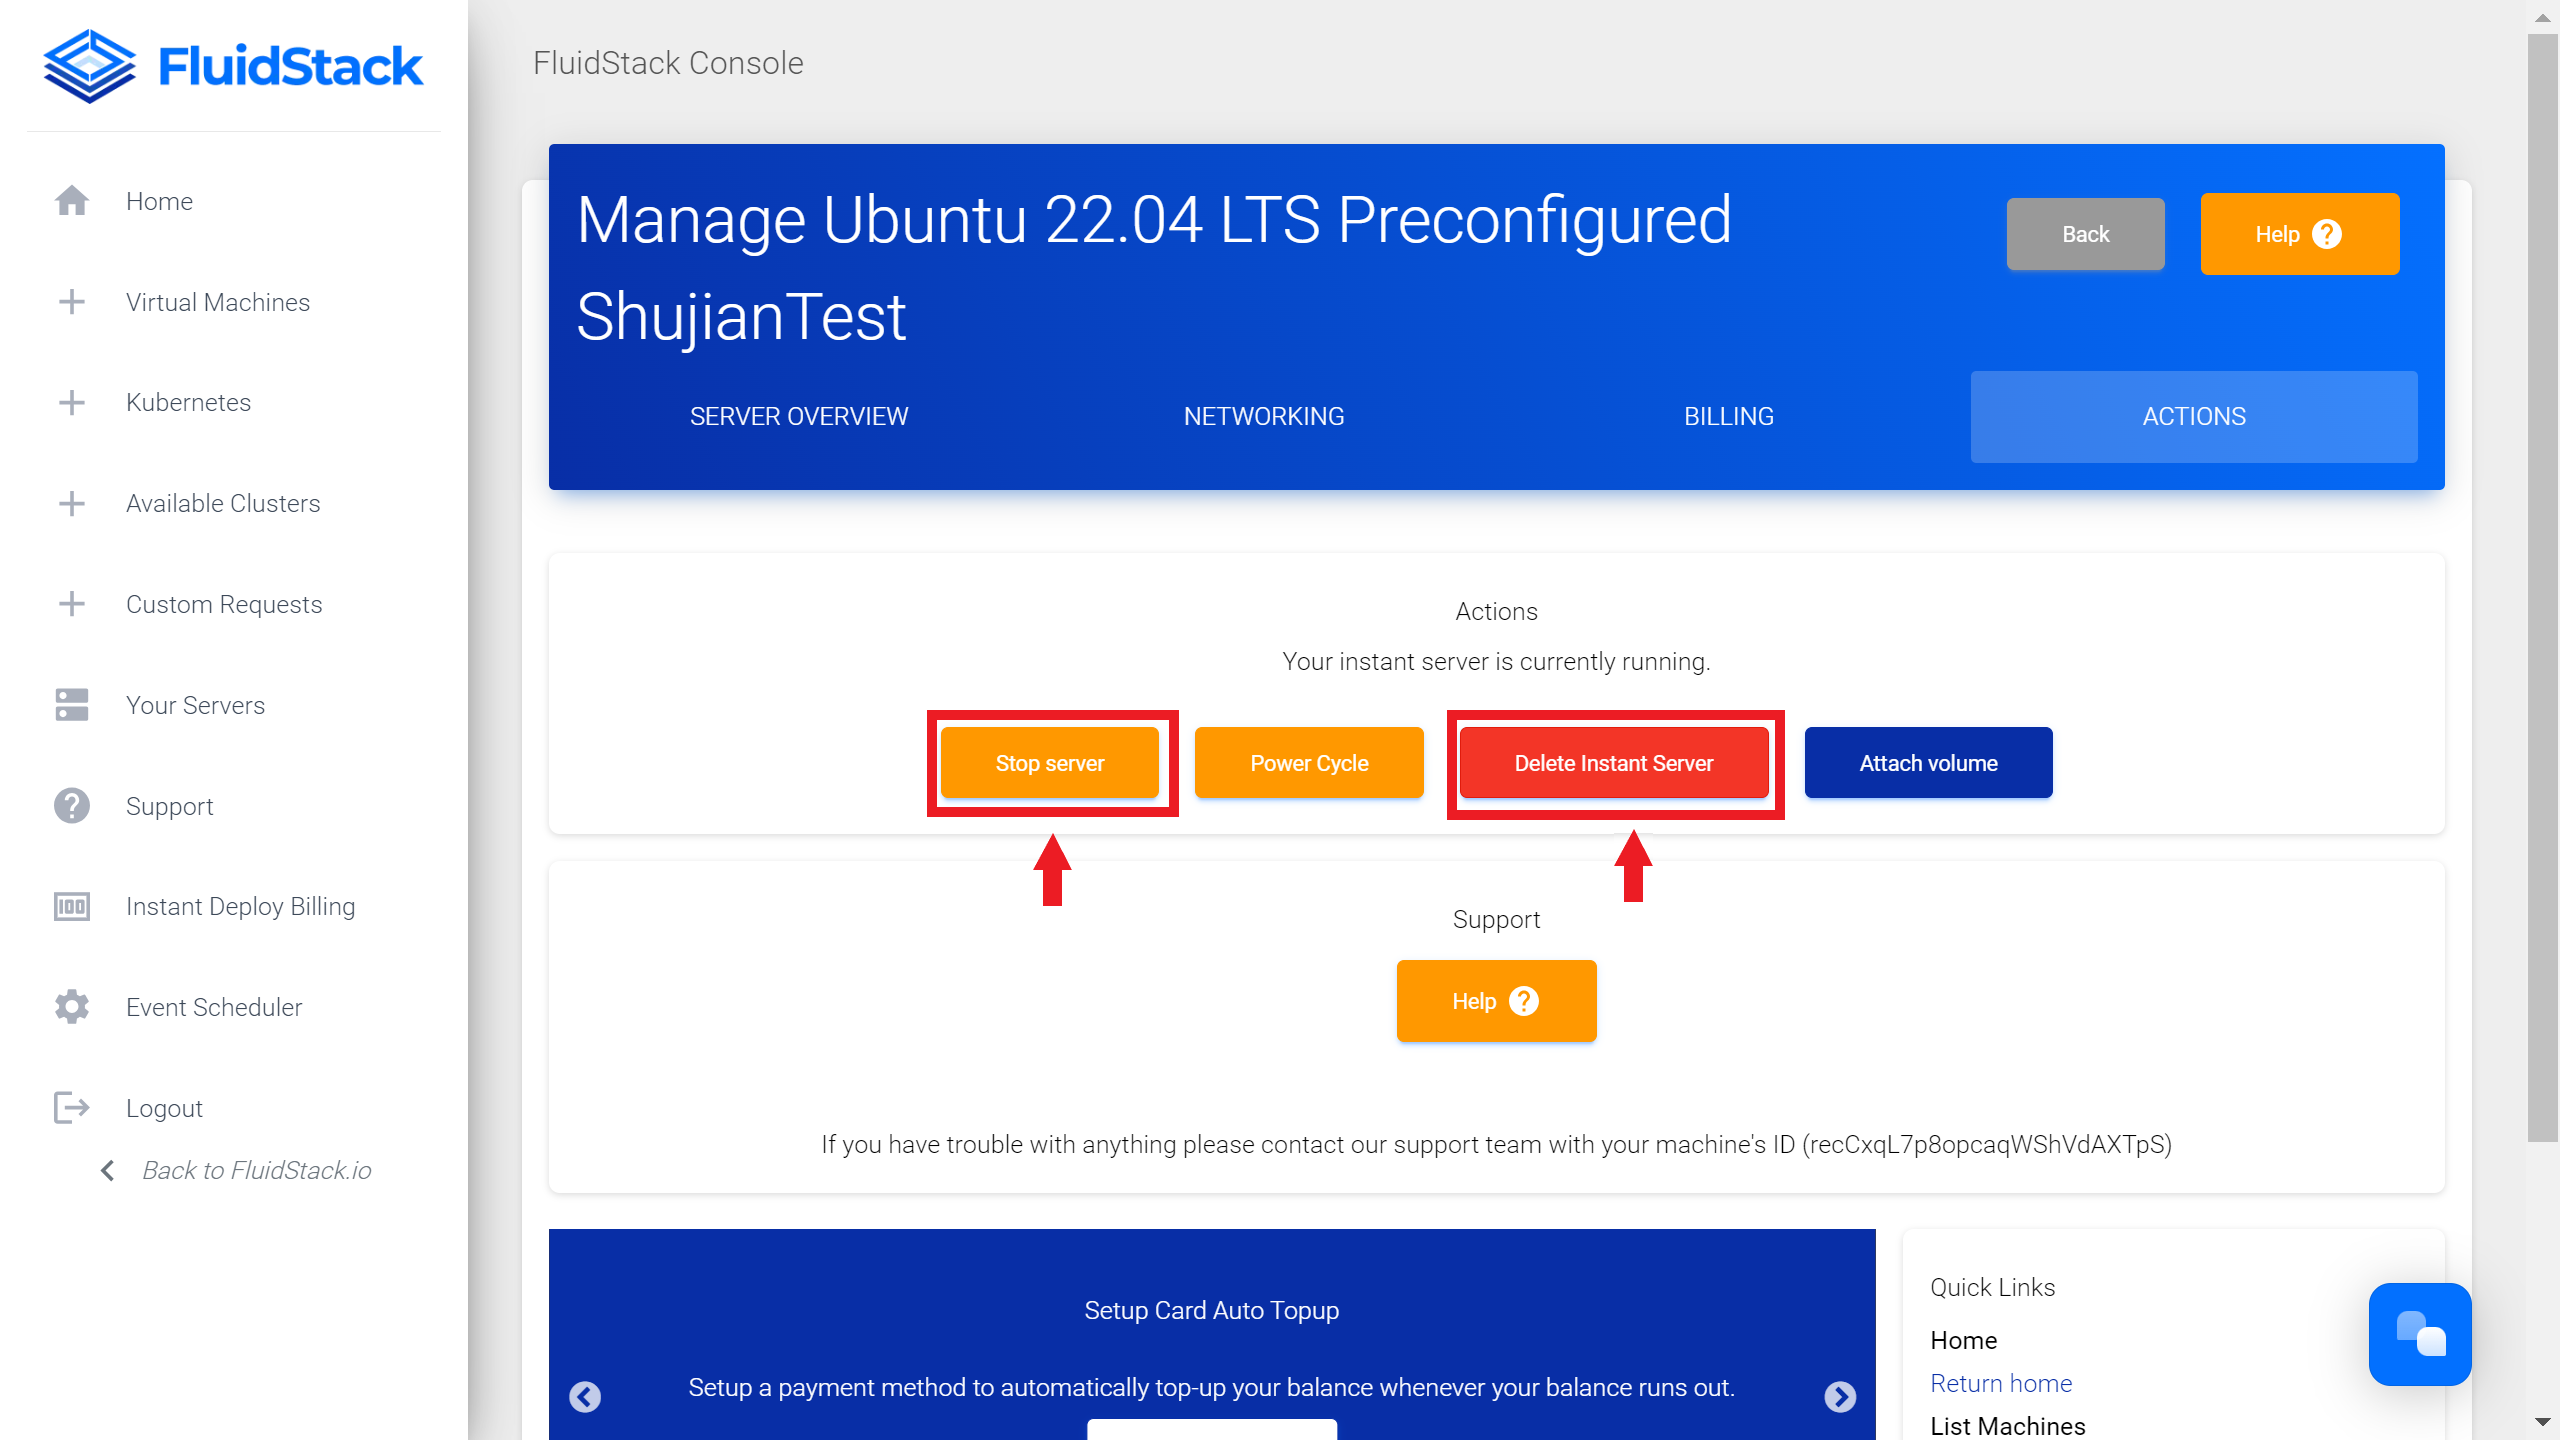 FluidStack
Home
Virtual Machines
Kubernetes
Available Clusters
Custom Requests
Your Servers
Support
100
Instant Deploy Billing
Event Scheduler
Logout
Back to FluidStack.io
FluidStack Console
Manage Ubuntu 22.04 LTS Preconfigured
ShujianTest
Back
Help ?
SERVER OVERVIEW
NETWORKING
BILLING
ACTIONS
Actions
Your instant server is currently running.
Stop server
Power Cycle
Delete Instant Server
Attach volume
Support
Help ?
If you have trouble with anything please contact our support team with your machine's ID (recCxqL7p8opcaqWShVdAXTpS)
Setup Card Auto Topup
Setup a payment method to automatically top-up your balance whenever your balance runs out.
Quick Links
Home
Return home
List Machines